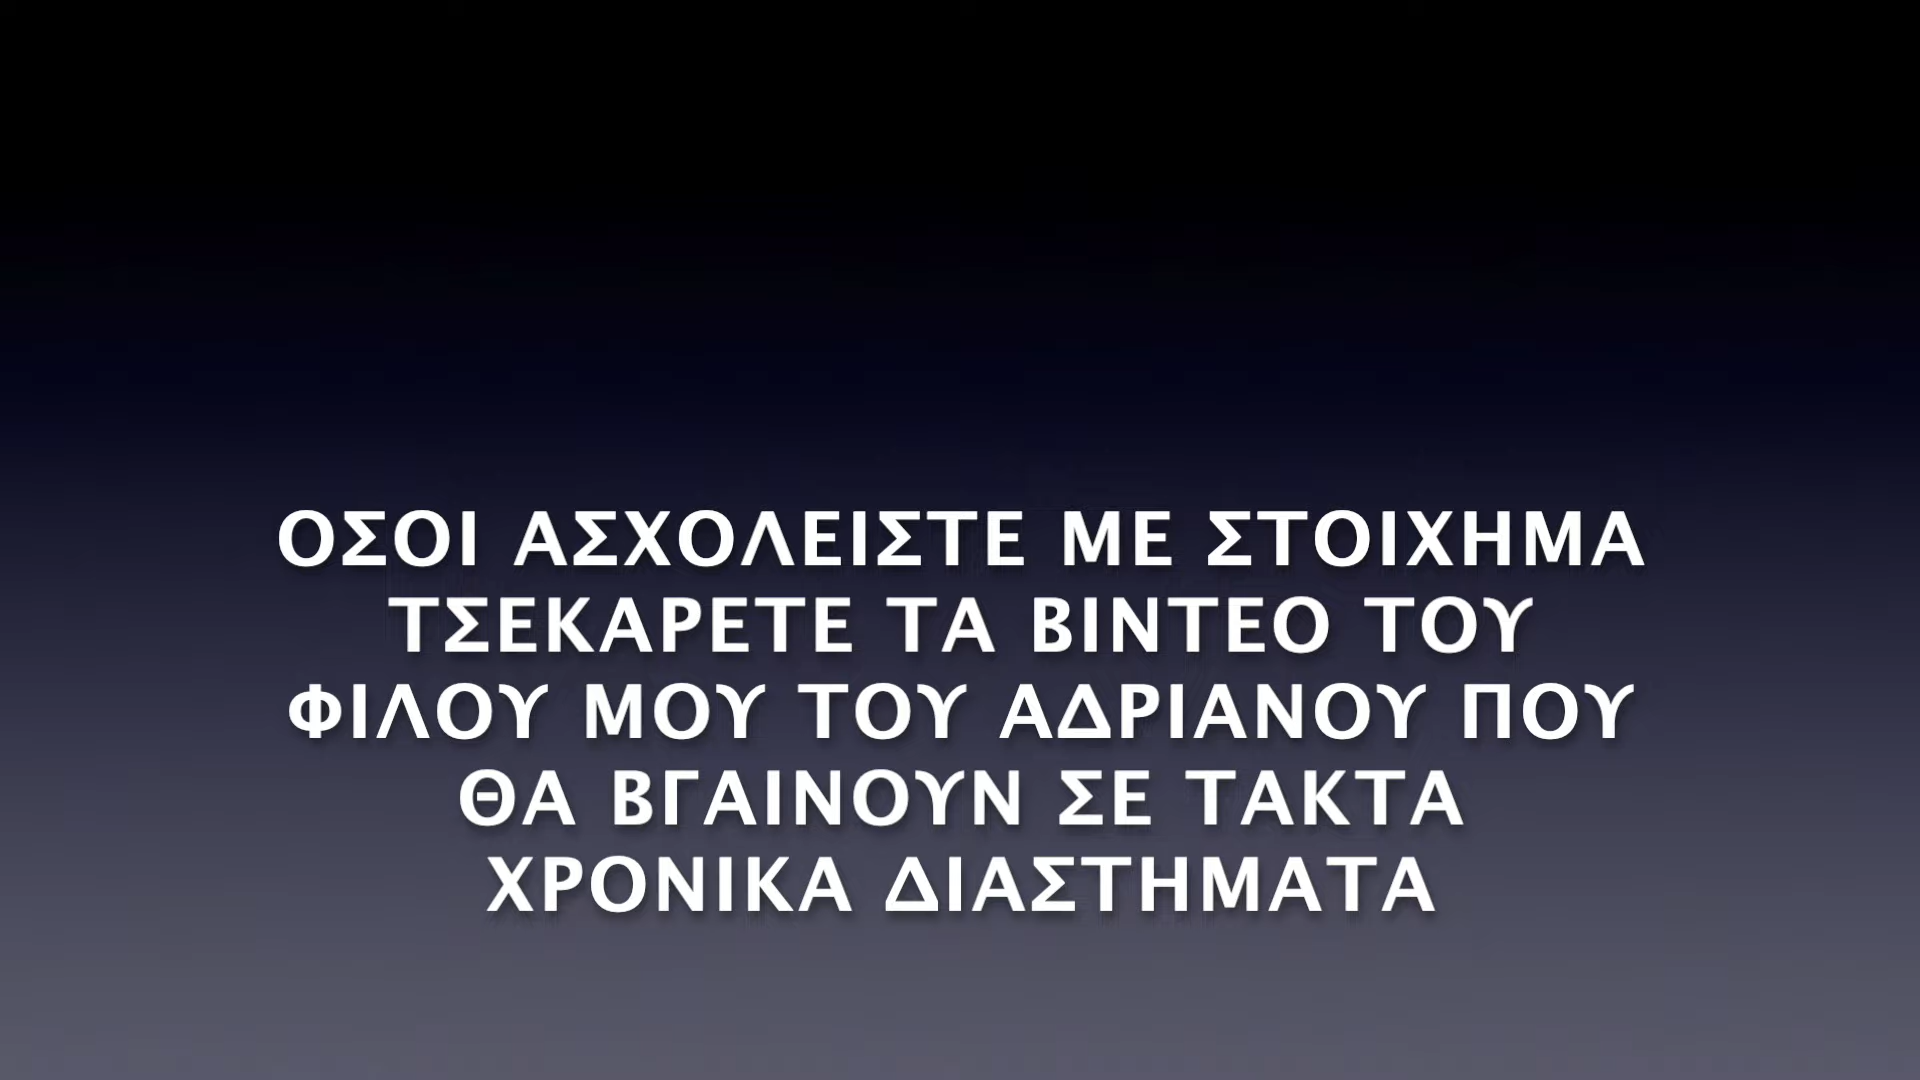 ΟΣΟΙ ΑΣΧΟΛΕΙΣΤΕ ΜΕ ΣΤΟΙΧΗΜΑ
ΤΣΕΚΑΡΕΤΕ ΤΑ ΒΙΝΤΕΟ ΤΟΥ
ΦΙΛΟΥ ΜΟΥ ΤΟΥ ΑΔΡΙΑΝΟΥ ΠΟΥ
ΘΑ ΒΓΑΙΝΟΥΝ ΣΕ ΤΑΚΤΑ
ΧΡΟΝΙΚΑ ΔΙΑΣΤΗΜΑΤΑ